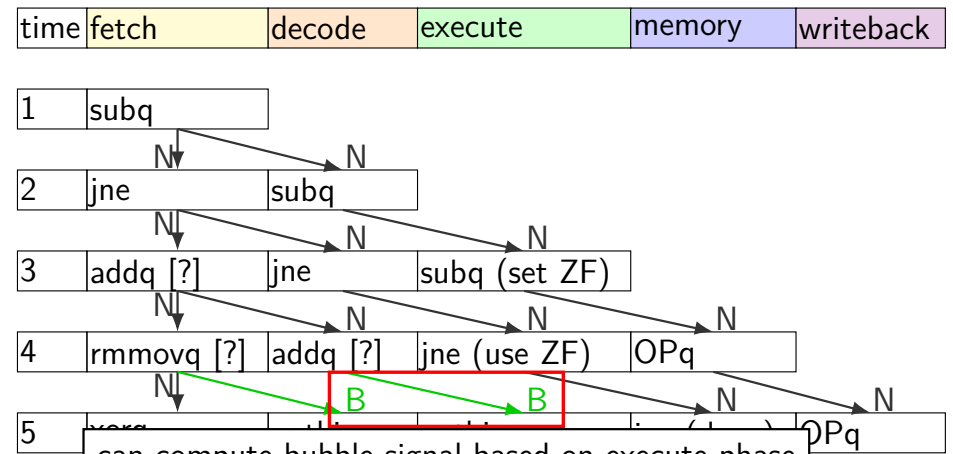 time fetch decode execute memory writeback
1 subq
N N
2 jne subq
N N N
3 addq [?] jne subq (set ZF)
N N N N
4 rmmovq [?] addq [?] jne (use ZF) OPq
N B B N N
5 OPq
can compute bubble signal based on execute phase